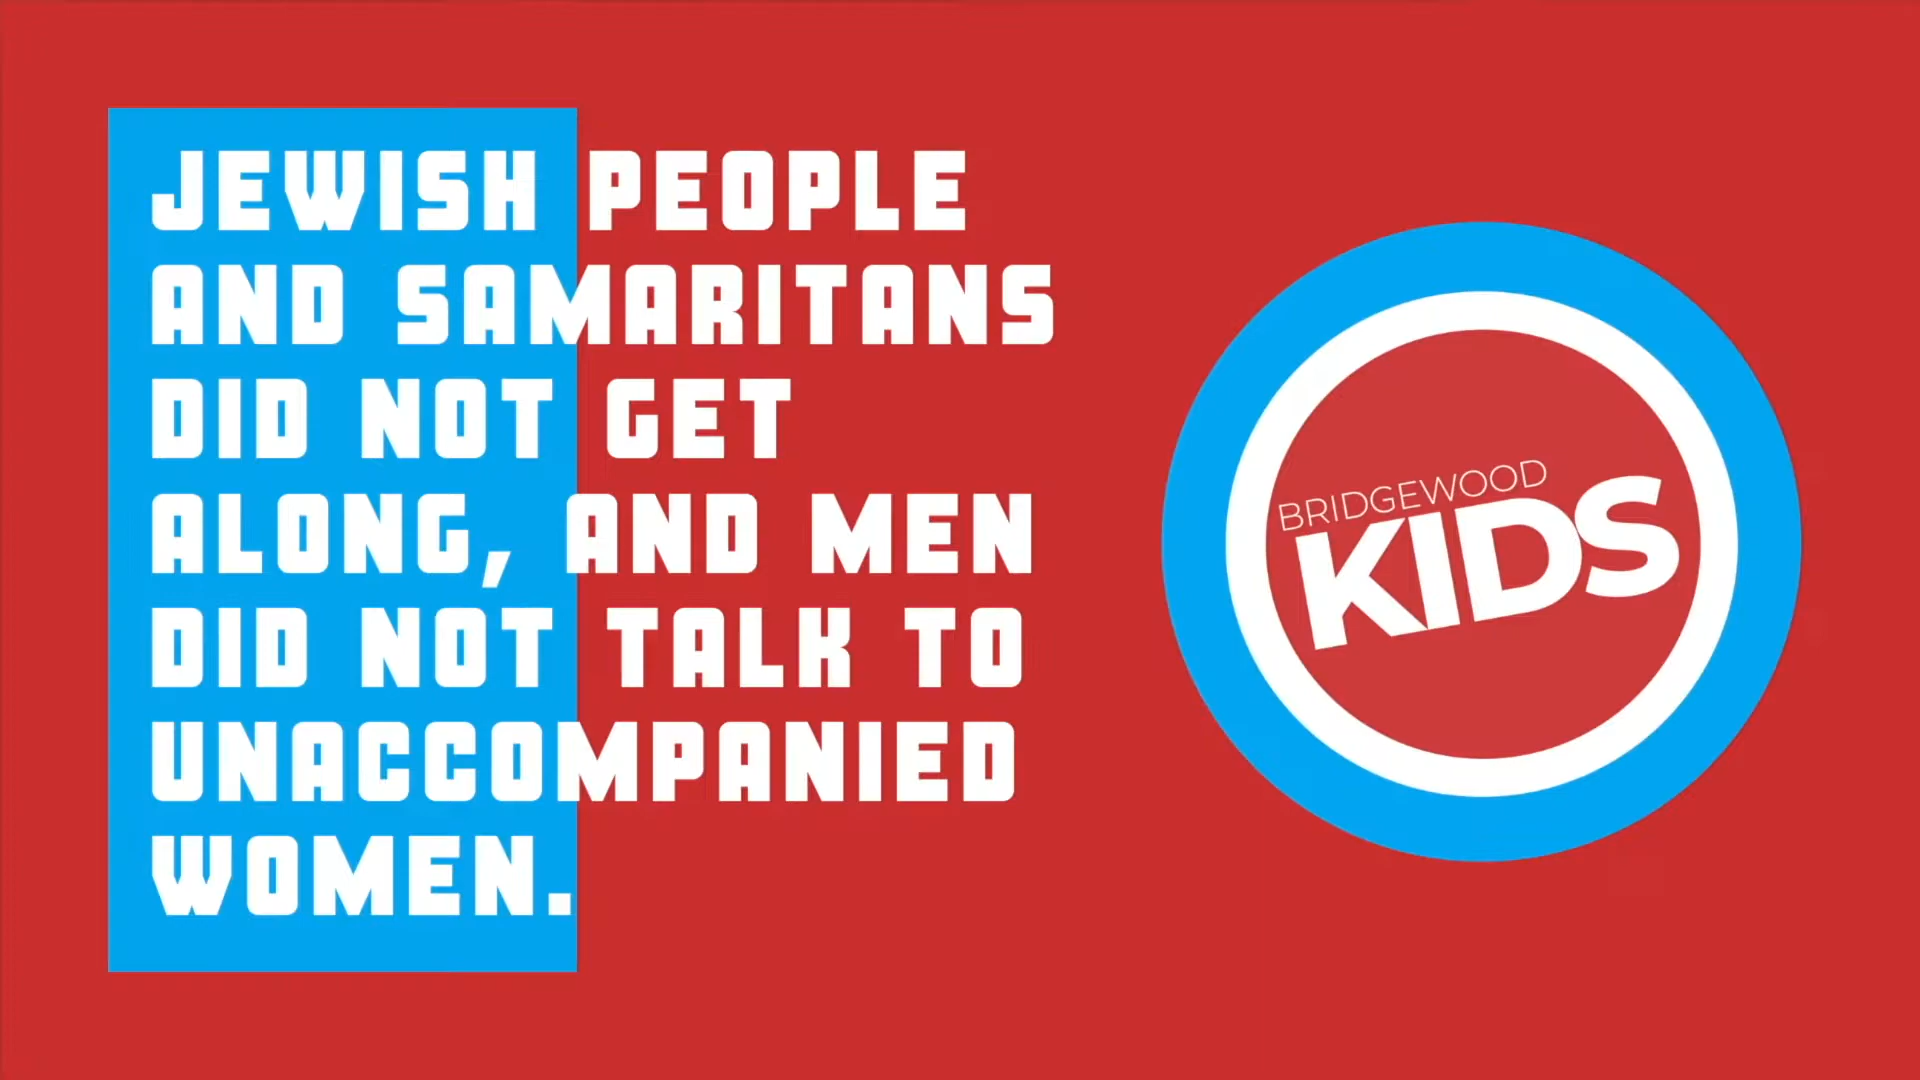 JEWISH PEOPLE
AND SAMARITANS
DID NOT GET
ALONG, AND MEN
DID NOT TALK TO
UNACCOMPANIED
WOMEN.
BRIDGEWOOD
KIDS